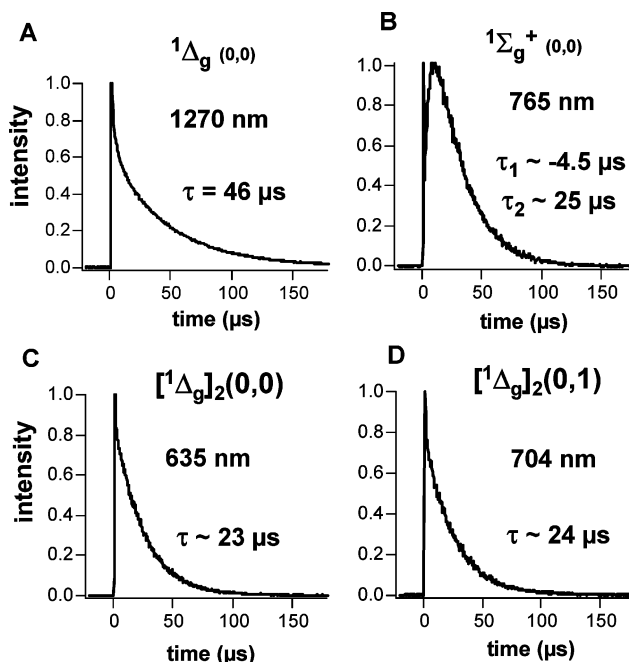 A
¹Δg (0,0)
1270 nm
τ = 46 µs
intensity
1.0
0.8
0.6
0.4
0.2
0.0
0 50 100 150
time (µs)
B
¹Σg⁺ (0,0)
765 nm
τ₁ ~ -4.5 µs
τ₂ ~ 25 µs
1.0
0.8
0.6
0.4
0.2
0.0
0 50 100 150
time (µs)
C
[¹Δg]₂(0,0)
635 nm
τ ~ 23 µs
intensity
1.0
0.8
0.6
0.4
0.2
0.0
0 50 100 150
time (µs)
D
[¹Δg]₂(0,1)
704 nm
τ ~ 24 µs
1.0
0.8
0.6
0.4
0.2
0.0
0 50 100 150
time (µs)